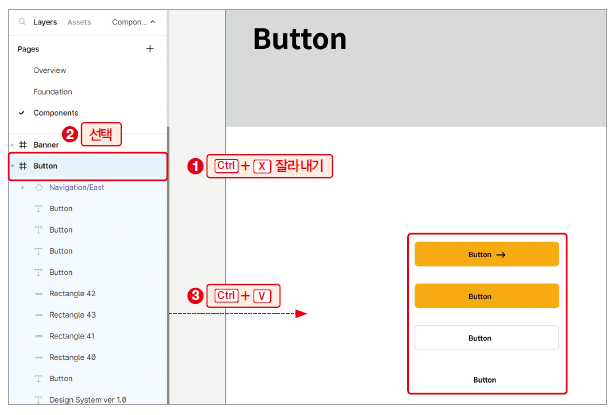 Layers Assets Compon...
Pages
Overview
Foundation
Components
Banner
Button
Navigation/East
Button
Button
Button
Button
Rectangle 42
Rectangle 43
Rectangle 41
Rectangle 40
Button
Design System ver 1.0
Button
2 선택
1 Ctrl + X 잘라내기
3 Ctrl + V
Button →
Button
Button
Button